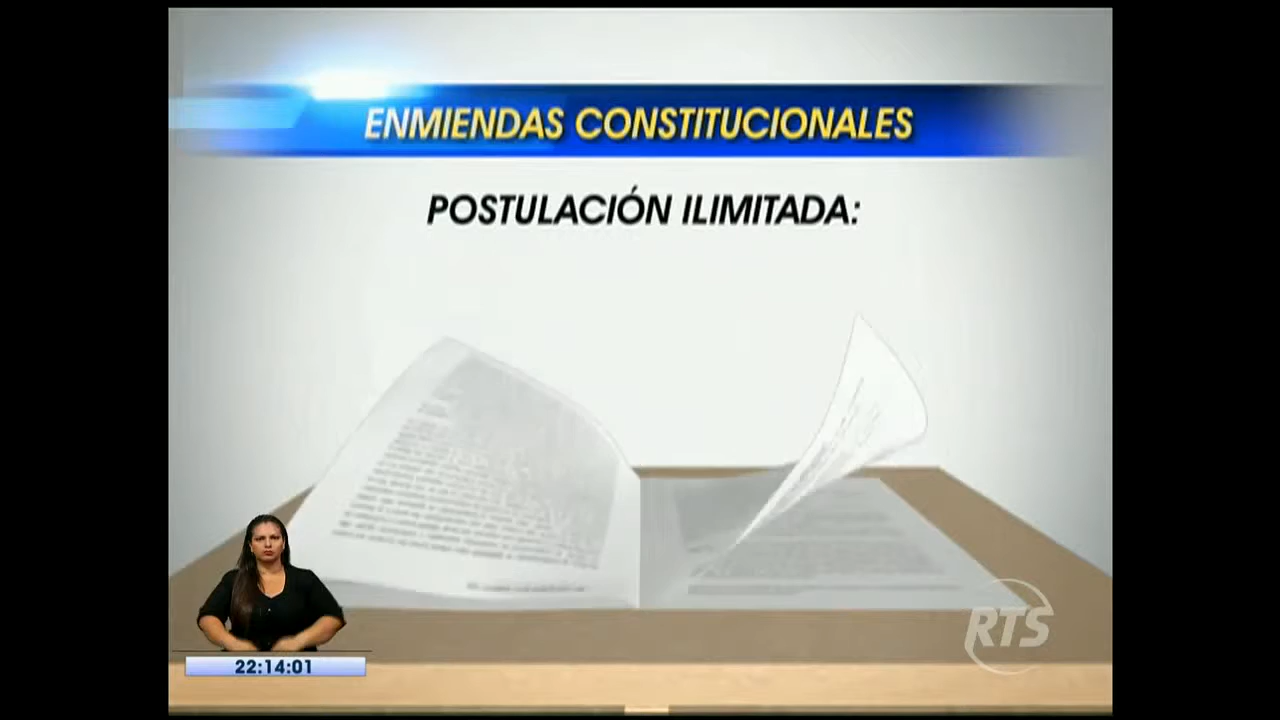 ENMIENDAS CONSTITUCIONALES
POSTULACIÓN ILIMITADA:
RTS
22:14:01